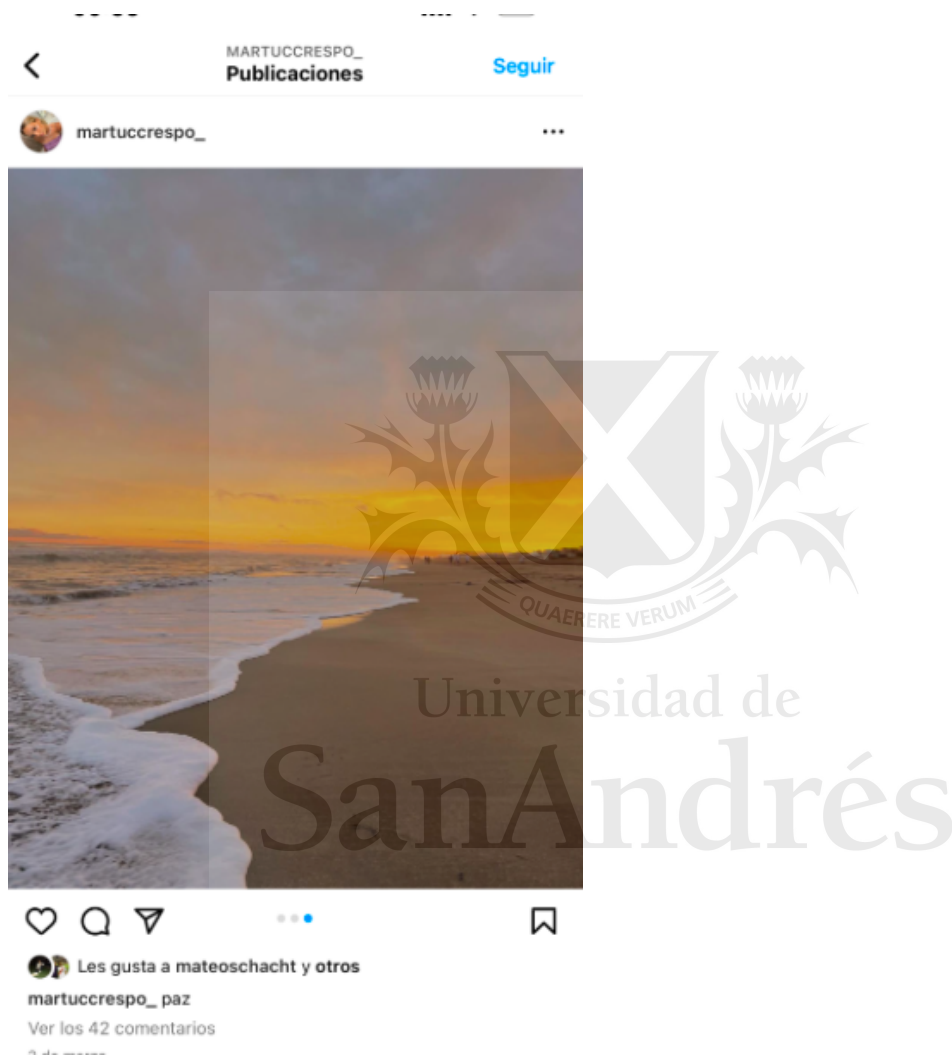 MARTUCCRESPO_
Publicaciones
Seguir
martuccrespo_
QUAERERE VERUM
Universidad de
SanAndrés
Les gusta a mateoschacht y otros
martuccrespo_ paz
Ver los 42 comentarios